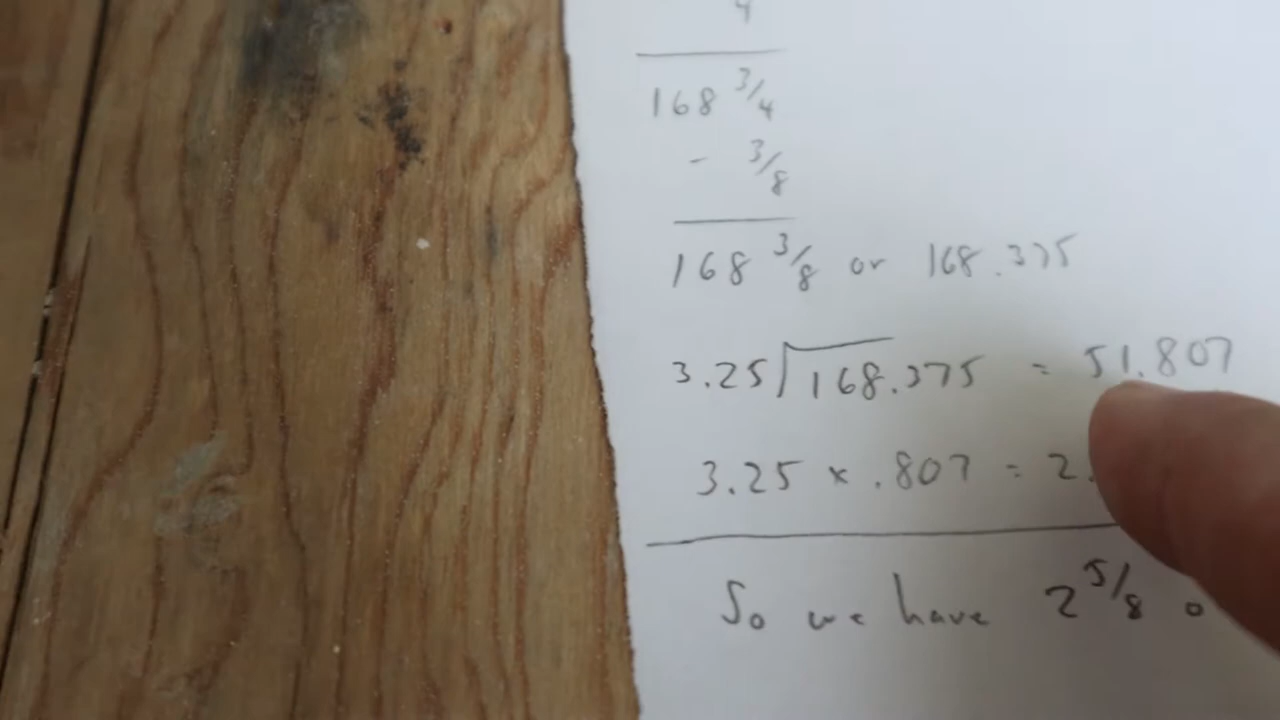 4
168 3/4
- 3/8
168 3/8 or 168.375
3.25 168.375 = 51.807
3.25 x .807 = 2.
So we have 2 5/8 o